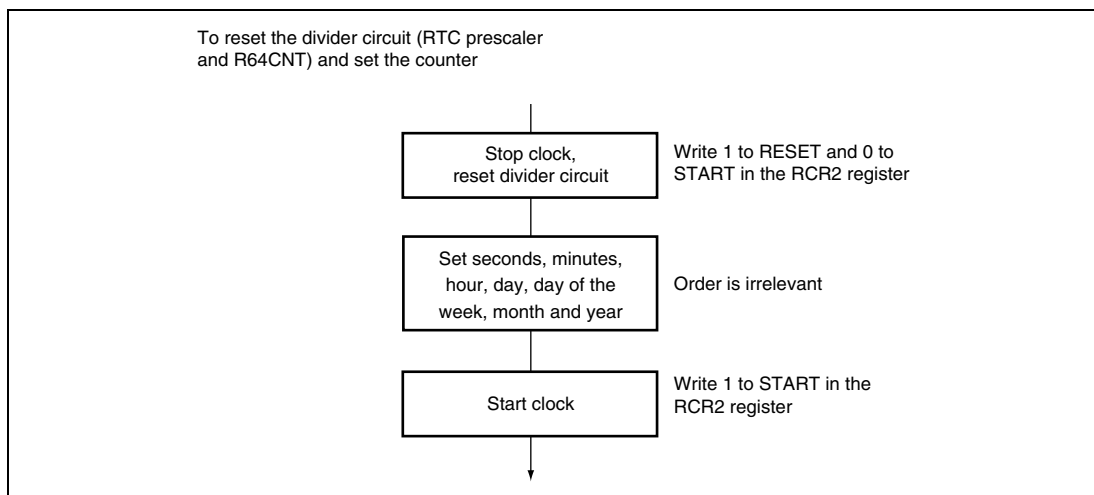 To reset the divider circuit (RTC prescaler
and R64CNT) and set the counter
Stop clock,
reset divider circuit
Write 1 to RESET and 0 to
START in the RCR2 register
Set seconds, minutes,
hour, day, day of the
week, month and year
Order is irrelevant
Start clock
Write 1 to START in the
RCR2 register